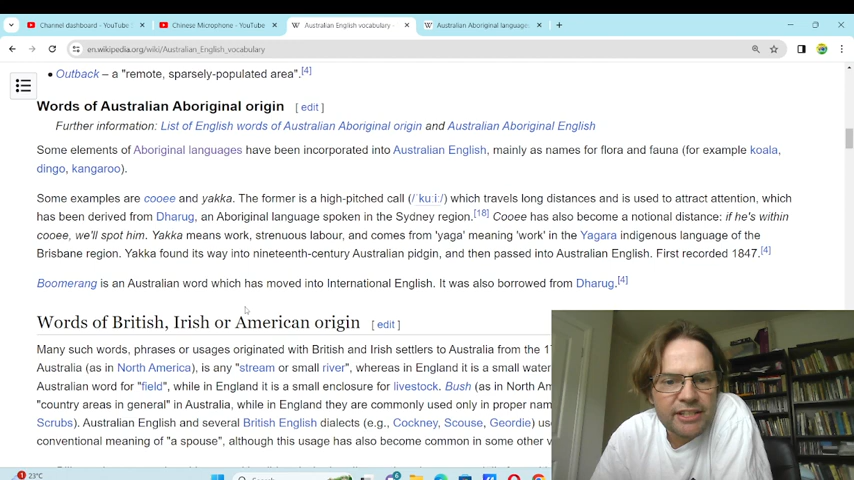 Channel dashboard - YouTube
Chinese Microphone - YouTube
Australian English vocabulary -
Australian Aboriginal language
en.wikipedia.org/wiki/Australian_English_vocabulary
• Outback – a "remote, sparsely-populated area".[4]
Words of Australian Aboriginal origin [ edit ]
Further information: List of English words of Australian Aboriginal origin and Australian Aboriginal English
Some elements of Aboriginal languages have been incorporated into Australian English, mainly as names for flora and fauna (for example koala,
dingo, kangaroo).
Some examples are cooee and yakka. The former is a high-pitched call (/ˈkuːiː/) which travels long distances and is used to attract attention, which
has been derived from Dharug, an Aboriginal language spoken in the Sydney region.[18] Cooee has also become a notional distance: if he's within
cooee, we'll spot him. Yakka means work, strenuous labour, and comes from 'yaga' meaning 'work' in the Yagara indigenous language of the
Brisbane region. Yakka found its way into nineteenth-century Australian pidgin, and then passed into Australian English. First recorded 1847.[4]
Boomerang is an Australian word which has moved into International English. It was also borrowed from Dharug.[4]
Words of British, Irish or American origin [ edit ]
Many such words, phrases or usages originated with British and Irish settlers to Australia from the 17
Australia (as in North America), is any "stream or small river", whereas in England it is a small water
Australian word for "field", while in England it is a small enclosure for livestock. Bush (as in North Am
"country areas in general" in Australia, while in England they are commonly used only in proper nam
Scrubs). Australian English and several British English dialects (e.g., Cockney, Scouse, Geordie) us
conventional meaning of "a spouse", although this usage has also become common in some other v
23°C
Search